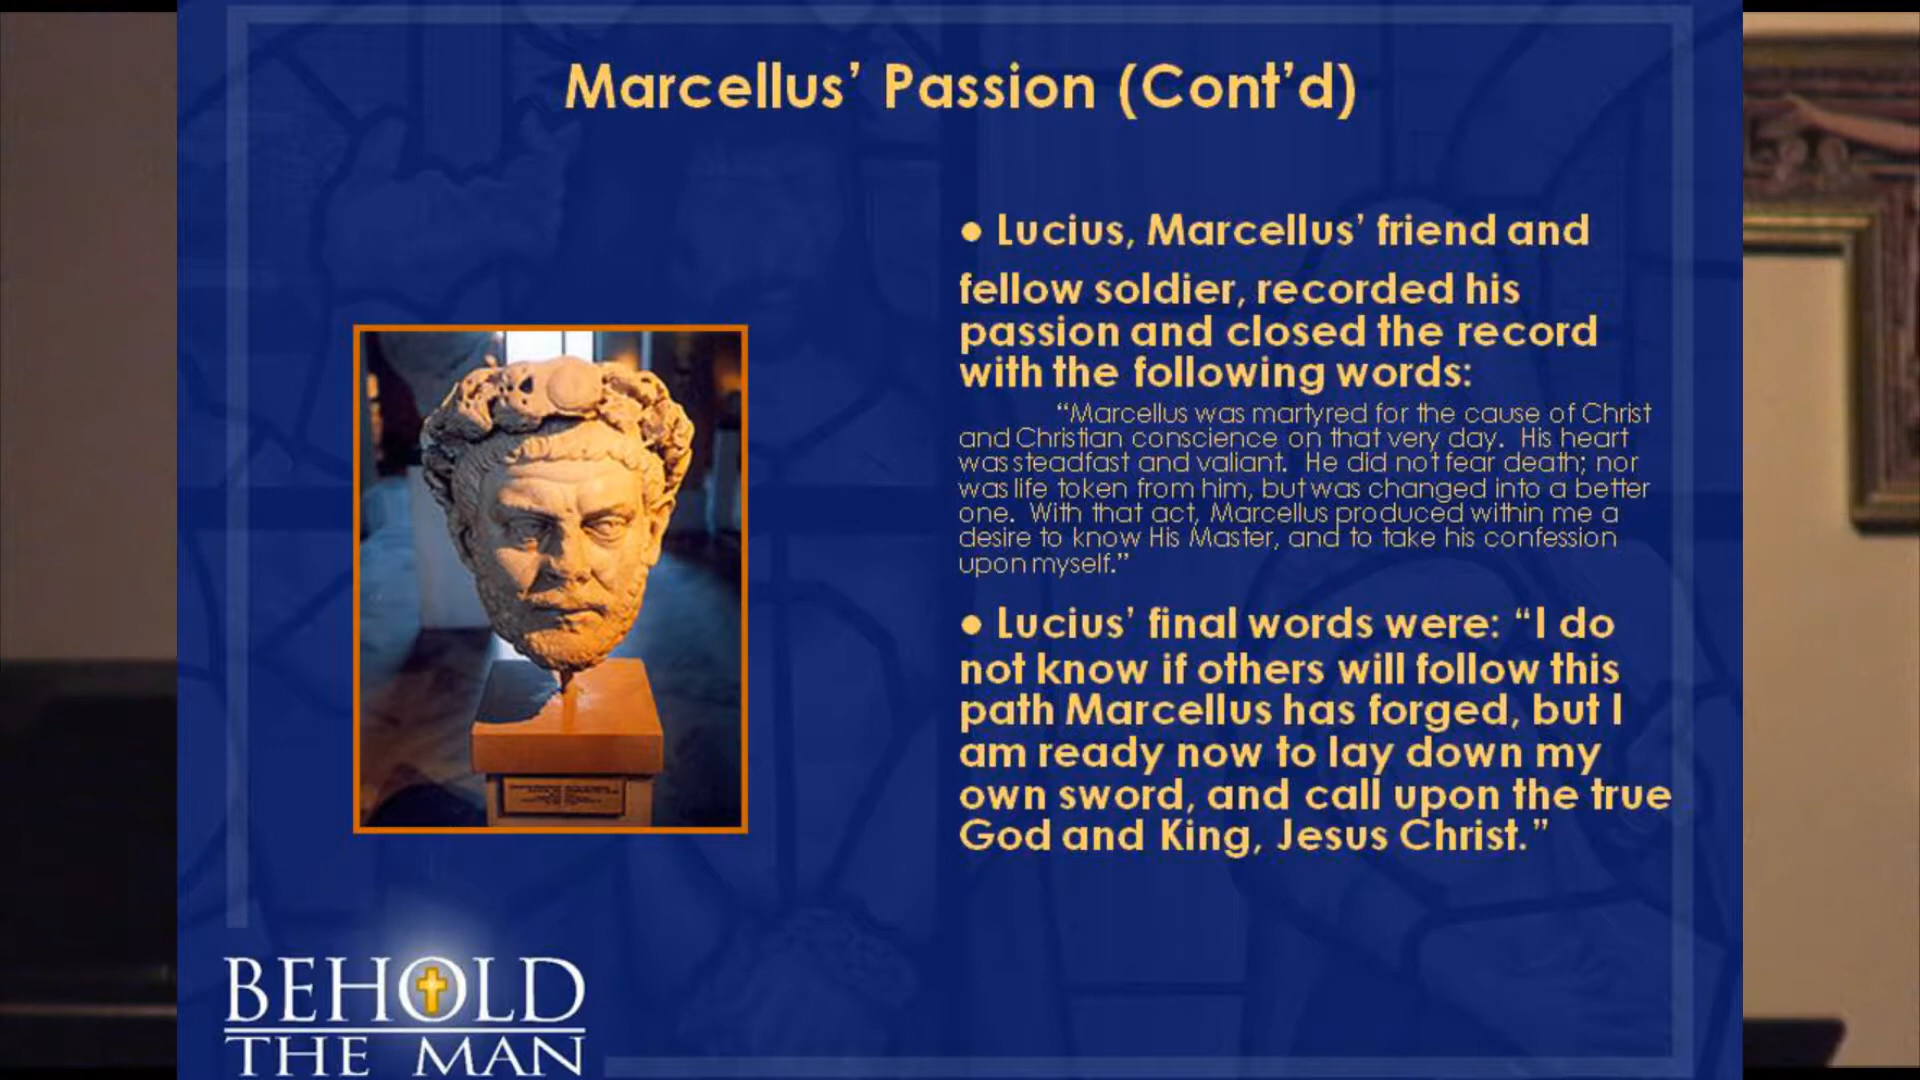 Marcellus’ Passion (Cont’d)
● Lucius, Marcellus’ friend and
fellow soldier, recorded his
passion and closed the record
with the following words:
“Marcellus was martyred for the cause of Christ
and Christian conscience on that very day.  His heart
was steadfast and valiant.  He did not fear death; nor
was life token from him, but was changed into a better
one.  With that act, Marcellus produced within me a
desire to know His Master, and to take his confession
upon myself.”
● Lucius’ final words were: “I do
not know if others will follow this
path Marcellus has forged, but I
am ready now to lay down my
own sword, and call upon the true
God and King, Jesus Christ.”
BEHOLD
THE MAN